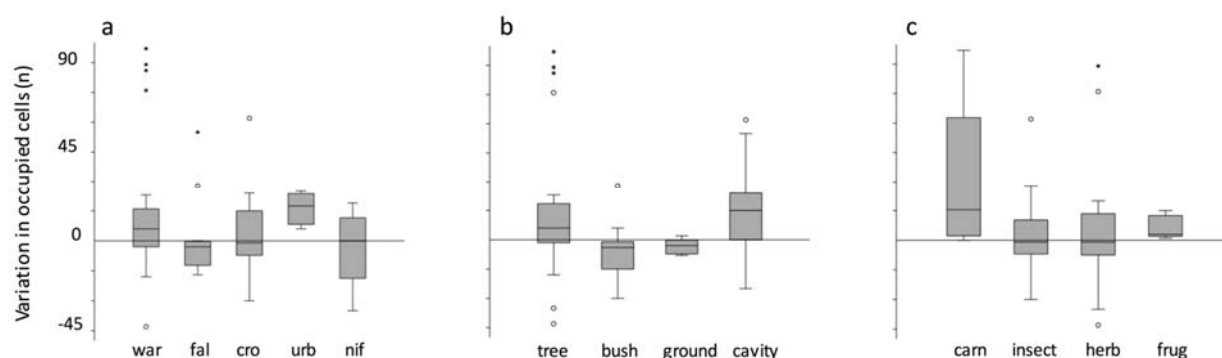 a
b
c
Variation in occupied cells (n)
90
45
0
-45
war fal cro urb nif
tree bush ground cavity
carn insect herb frug